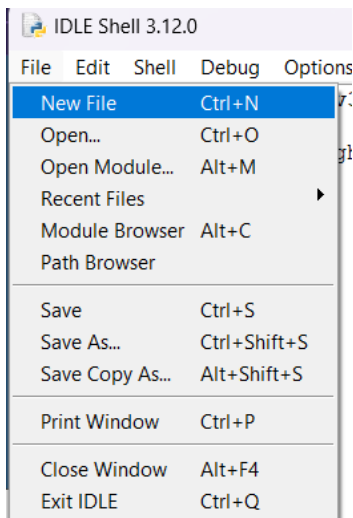 IDLE Shell 3.12.0
File Edit Shell Debug Options
New File Ctrl+N
Open... Ctrl+O
Open Module... Alt+M
Recent Files
Module Browser Alt+C
Path Browser
Save Ctrl+S
Save As... Ctrl+Shift+S
Save Copy As... Alt+Shift+S
Print Window Ctrl+P
Close Window Alt+F4
Exit IDLE Ctrl+Q